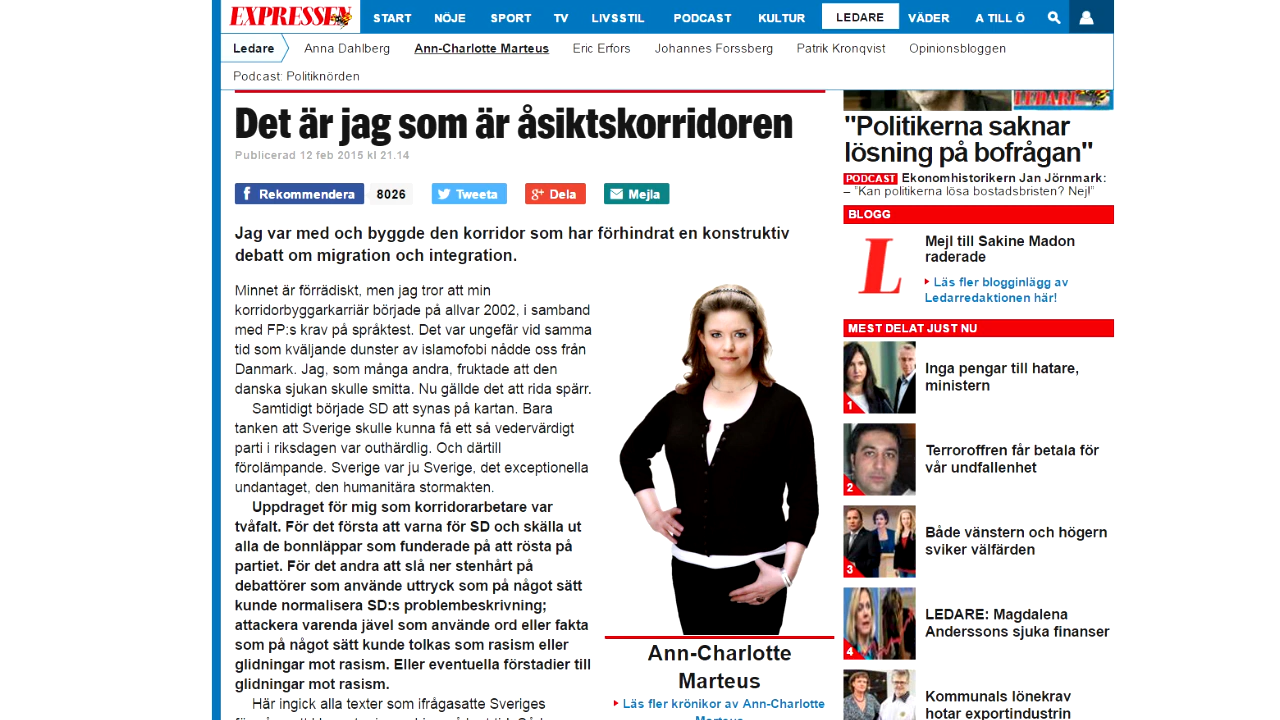 EXPRESSEN
START NÖJE SPORT TV LIVSSTIL PODCAST KULTUR LEDARE VÄDER A TILL Ö
Ledare Anna Dahlberg Ann-Charlotte Marteus Eric Erfors Johannes Forssberg Patrik Kronqvist Opinionsbloggen
Podcast: Politiknörden
Det är jag som är åsiktskorridoren
Publicerad 12 feb 2015 kl 21.14
Rekommendera 8026 Tweeta Dela Mejla
Jag var med och byggde den korridor som har förhindrat en konstruktiv
debatt om migration och integration.
Minnet är förrädiskt, men jag tror att min
korridorbyggarkarriär började på allvar 2002, i samband
med FP:s krav på språktest. Det var ungefär vid samma
tid som kväljande dunster av islamofobi nådde oss från
Danmark. Jag, som många andra, fruktade att den
danska sjukan skulle smitta. Nu gällde det att rida spärr.
Samtidigt började SD att synas på kartan. Bara
tanken att Sverige skulle kunna få ett så vedervärdigt
parti i riksdagen var outhärdlig. Och därtill
förolämpande. Sverige var ju Sverige, det exceptionella
undantaget, den humanitära stormakten.
Uppdraget för mig som korridorarbetare var
tvåfalt. För det första att varna för SD och skälla ut
alla de bonnläppar som funderade på att rösta på
partiet. För det andra att slå ner stenhårt på
debattörer som använde uttryck som på något sätt
kunde normalisera SD:s problembeskrivning;
attackera varenda jävel som använde ord eller fakta
som på något sätt kunde tolkas som rasism eller
glidningar mot rasism. Eller eventuella förstadier till
glidningar mot rasism.
Här ingick alla texter som ifrågasatte Sveriges
Ann-Charlotte
Marteus
Läs fler krönikor av Ann-Charlotte
Marteus
LEDARE
"Politikerna saknar
lösning på bofrågan"
PODCAST Ekonomhistorikern Jan Jörnmark:
– "Kan politikerna lösa bostadsbristen? Nej!"
BLOGG
L
Mejl till Sakine Madon
raderade
Läs fler blogginlägg av
Ledarredaktionen här!
MEST DELAT JUST NU
1
Inga pengar till hatare,
ministern
2
Terroroffren får betala för
vår undfallenhet
3
Både vänstern och högern
sviker välfärden
4
LEDARE: Magdalena
Anderssons sjuka finanser
Kommunals lönekrav
hotar exportindustrin